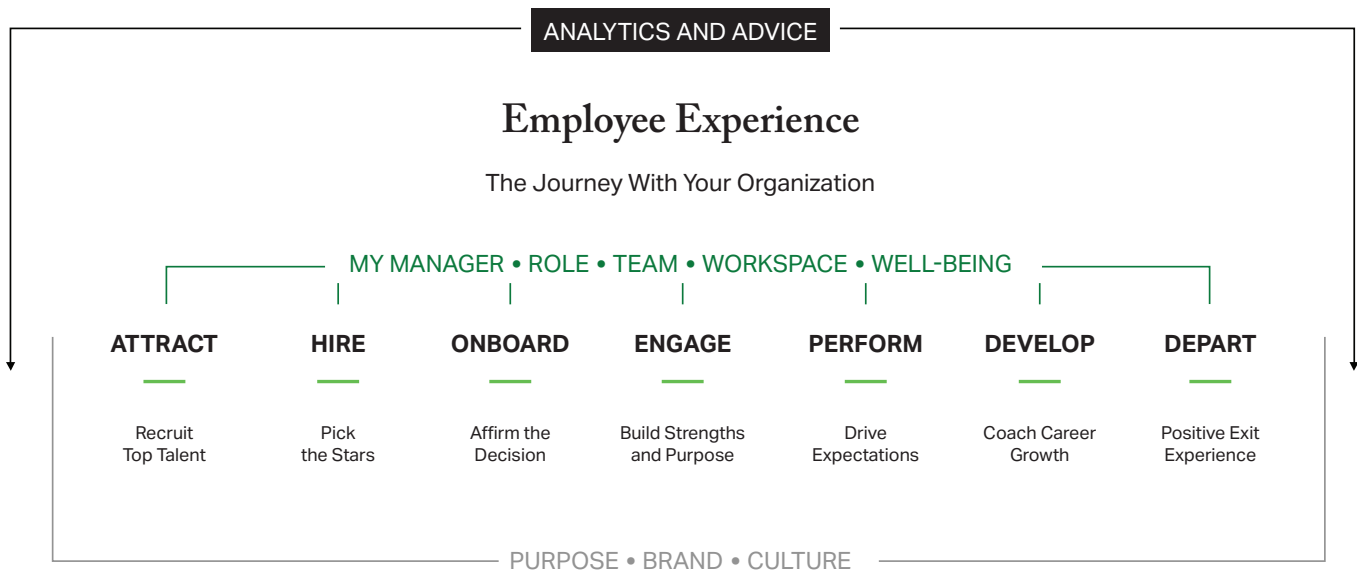 ANALYTICS AND ADVICE
Employee Experience
The Journey With Your Organization
MY MANAGER • ROLE • TEAM • WORKSPACE • WELL-BEING
ATTRACT
Recruit
Top Talent
HIRE
Pick
the Stars
ONBOARD
Affirm the
Decision
ENGAGE
Build Strengths
and Purpose
PERFORM
Drive
Expectations
DEVELOP
Coach Career
Growth
DEPART
Positive Exit
Experience
PURPOSE • BRAND • CULTURE